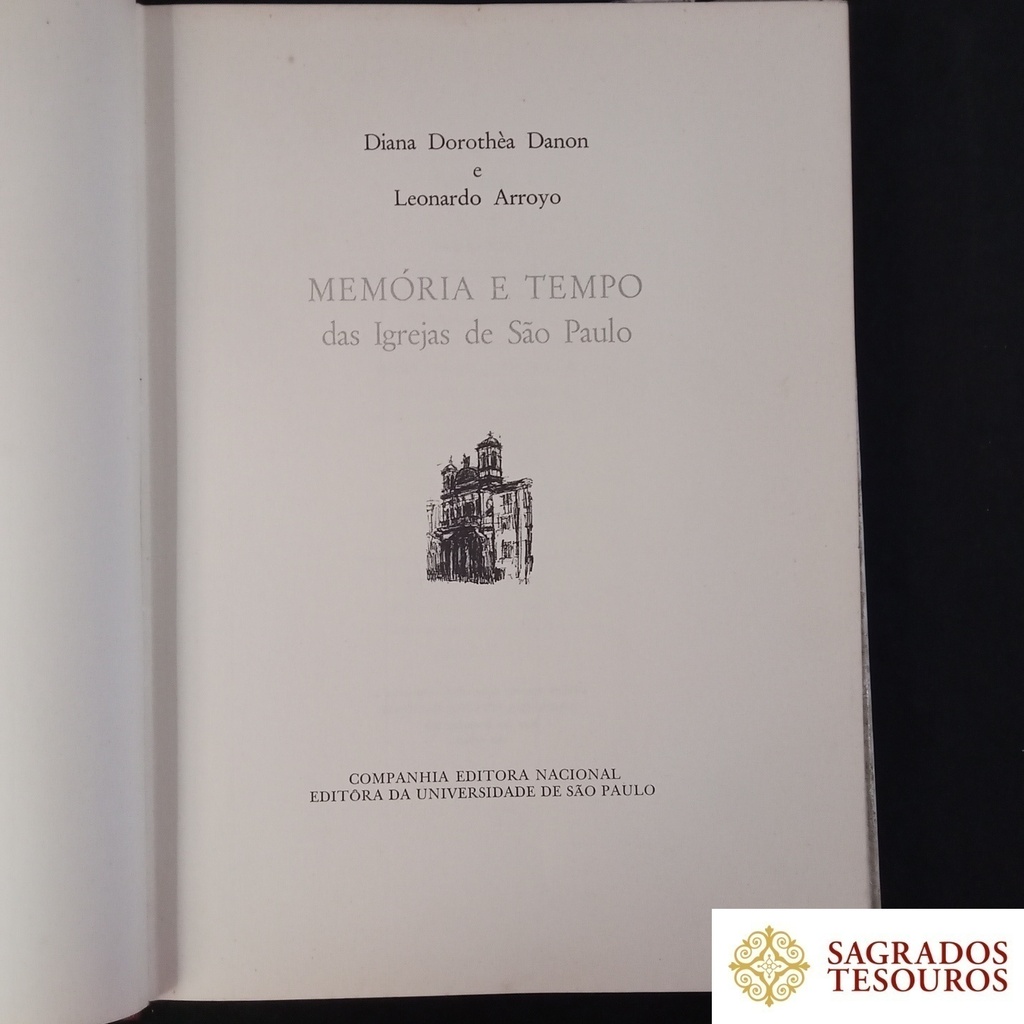 Diana Dorothèa Danon
e
Leonardo Arroyo
MEMÓRIA E TEMPO
das Igrejas de São Paulo
COMPANHIA EDITORA NACIONAL
EDITÔRA DA UNIVERSIDADE DE SÃO PAULO
SAGRADOS
TESOUROS